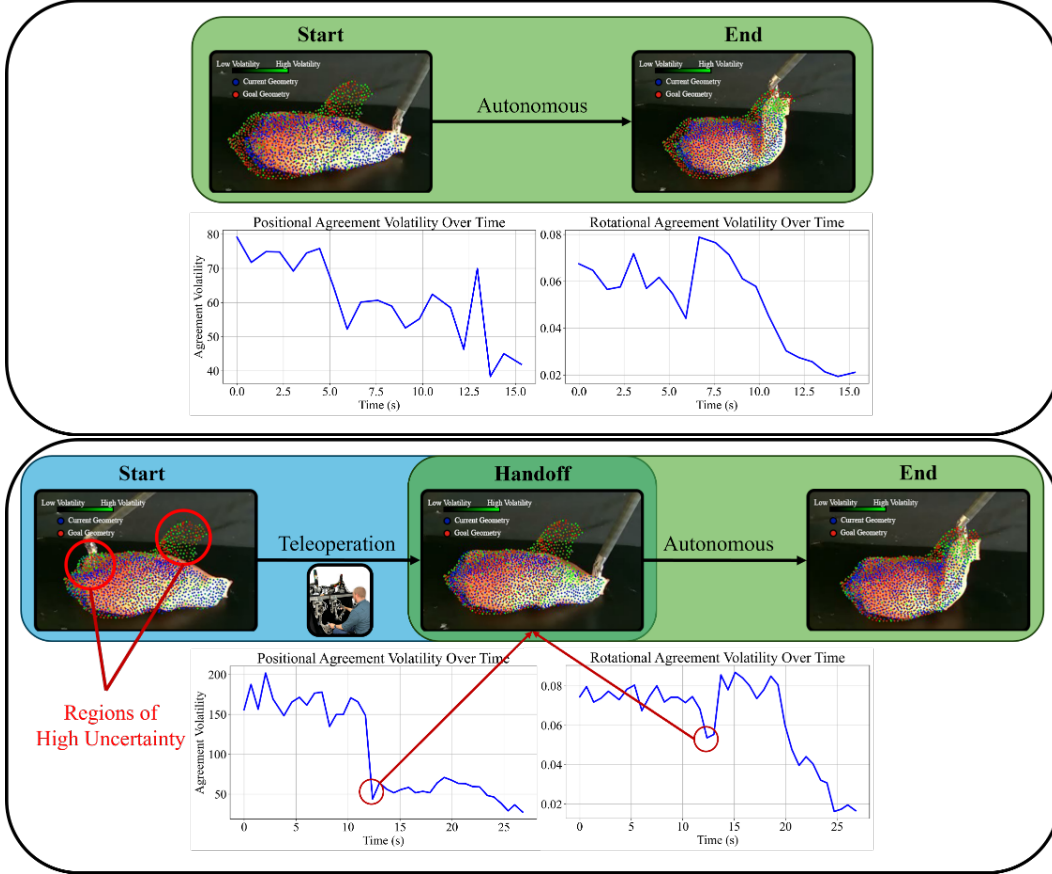 Start
End
Low Volatility High Volatility
Current Geometry
Goal Geometry
Autonomous
Low Volatility High Volatility
Current Geometry
Goal Geometry
Positional Agreement Volatility Over Time
80
70
60
50
40
Agreement Volatility
0.0 2.5 5.0 7.5 10.0 12.5 15.0
Time (s)
Rotational Agreement Volatility Over Time
0.08
0.06
0.04
0.02
0.00
0.0 2.5 5.0 7.5 10.0 12.5 15.0
Time (s)
Start
Handoff
End
Low Volatility High Volatility
Current Geometry
Goal Geometry
Teleoperation
Low Volatility High Volatility
Current Geometry
Goal Geometry
Autonomous
Low Volatility High Volatility
Current Geometry
Goal Geometry
Regions of
High Uncertainty
Positional Agreement Volatility Over Time
200
150
100
50
Agreement Volatility
0 5 10 15 20 25
Time (s)
Rotational Agreement Volatility Over Time
0.08
0.06
0.04
0.02
0 5 10 15 20 25
Time (s)